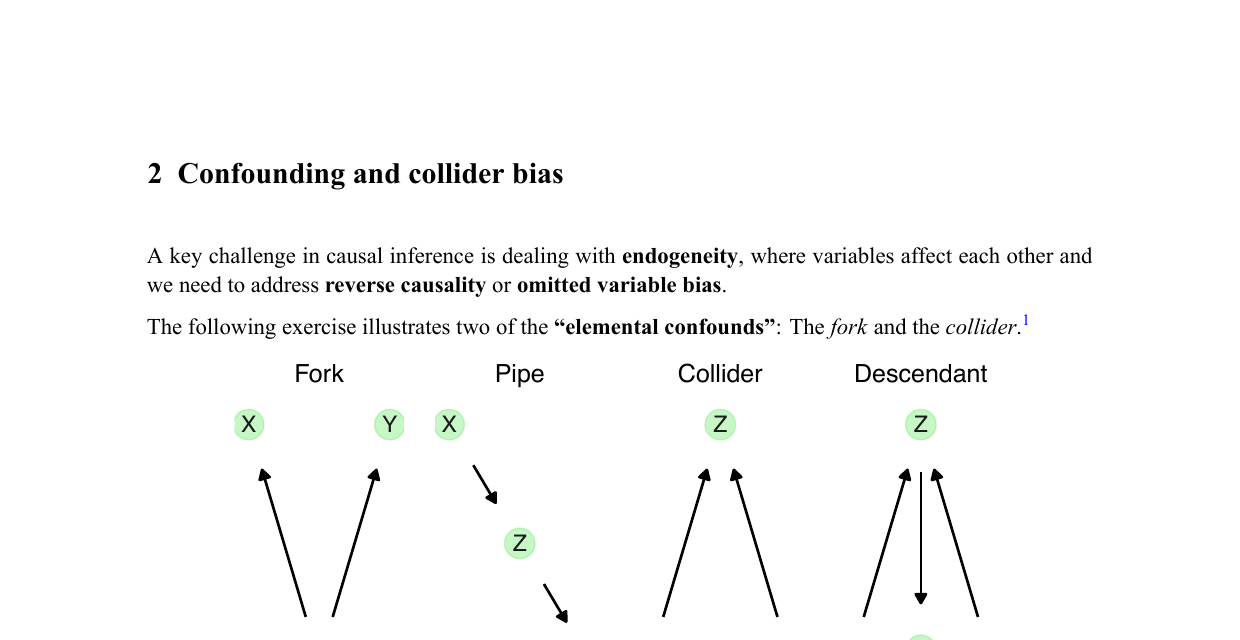 2 Confounding and collider bias
A key challenge in causal inference is dealing with endogeneity, where variables affect each other and
we need to address reverse causality or omitted variable bias.
The following exercise illustrates two of the “elemental confounds”: The fork and the collider.1
Fork Pipe Collider Descendant
X Y X Z Z
Z